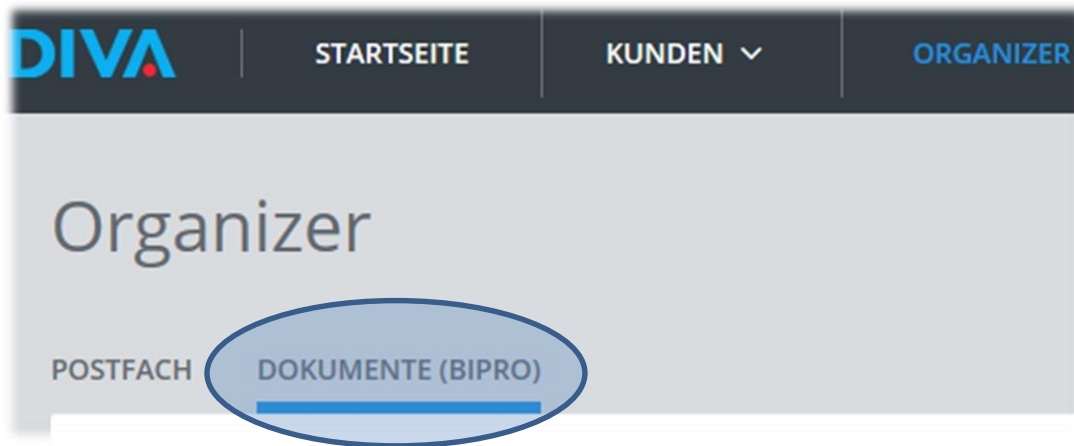 DIVA STARTSEITE KUNDEN ORGANIZER
Organizer
POSTFACH DOKUMENTE (BIPRO)